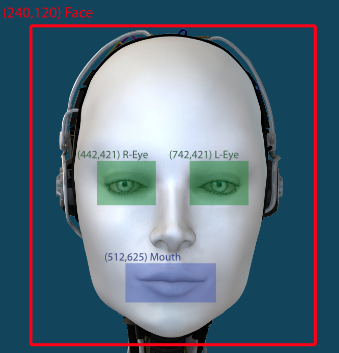 (240,120) Face
(442,421) R-Eye
(742,421) L-Eye
(512,625) Mouth